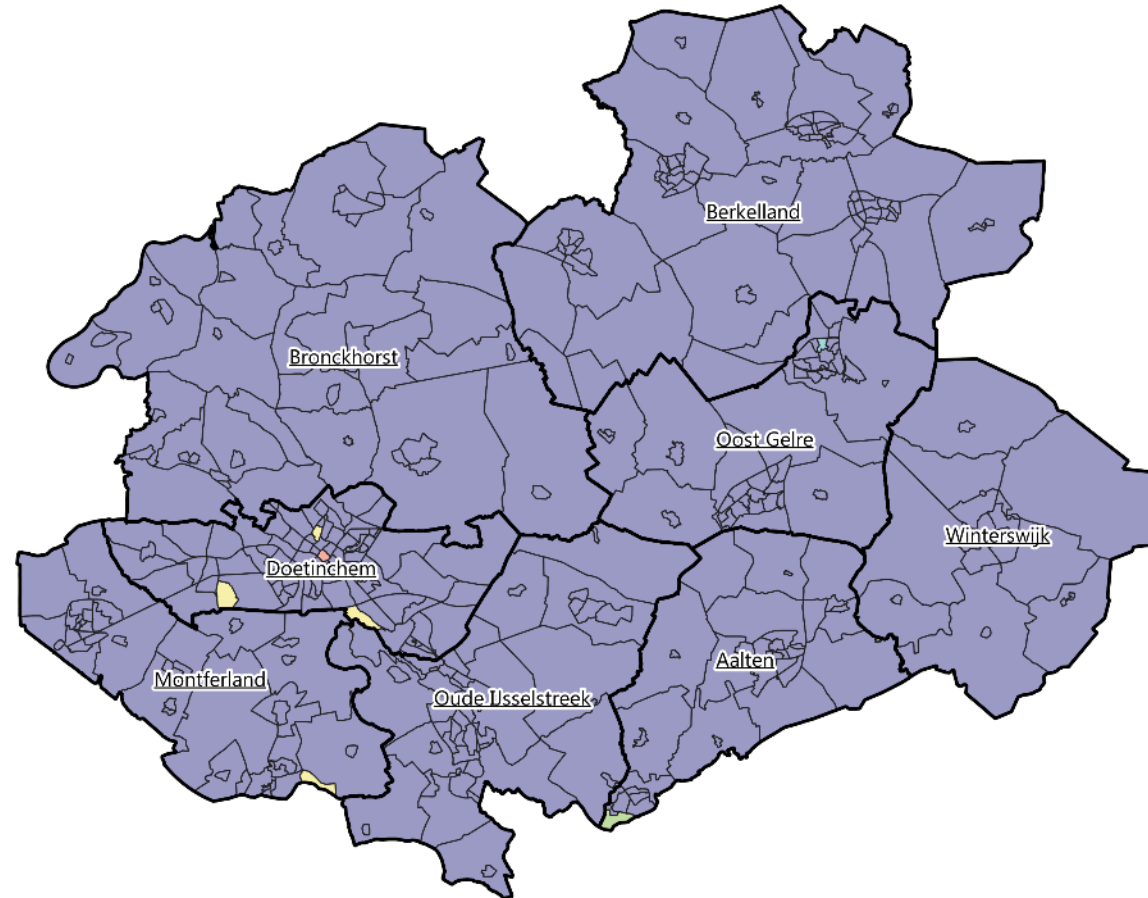 Berkelland
Bronckhorst
Oost Gelre
Winterswijk
Doetinchem
Aalten
Montferland
Oude IJsselstreek